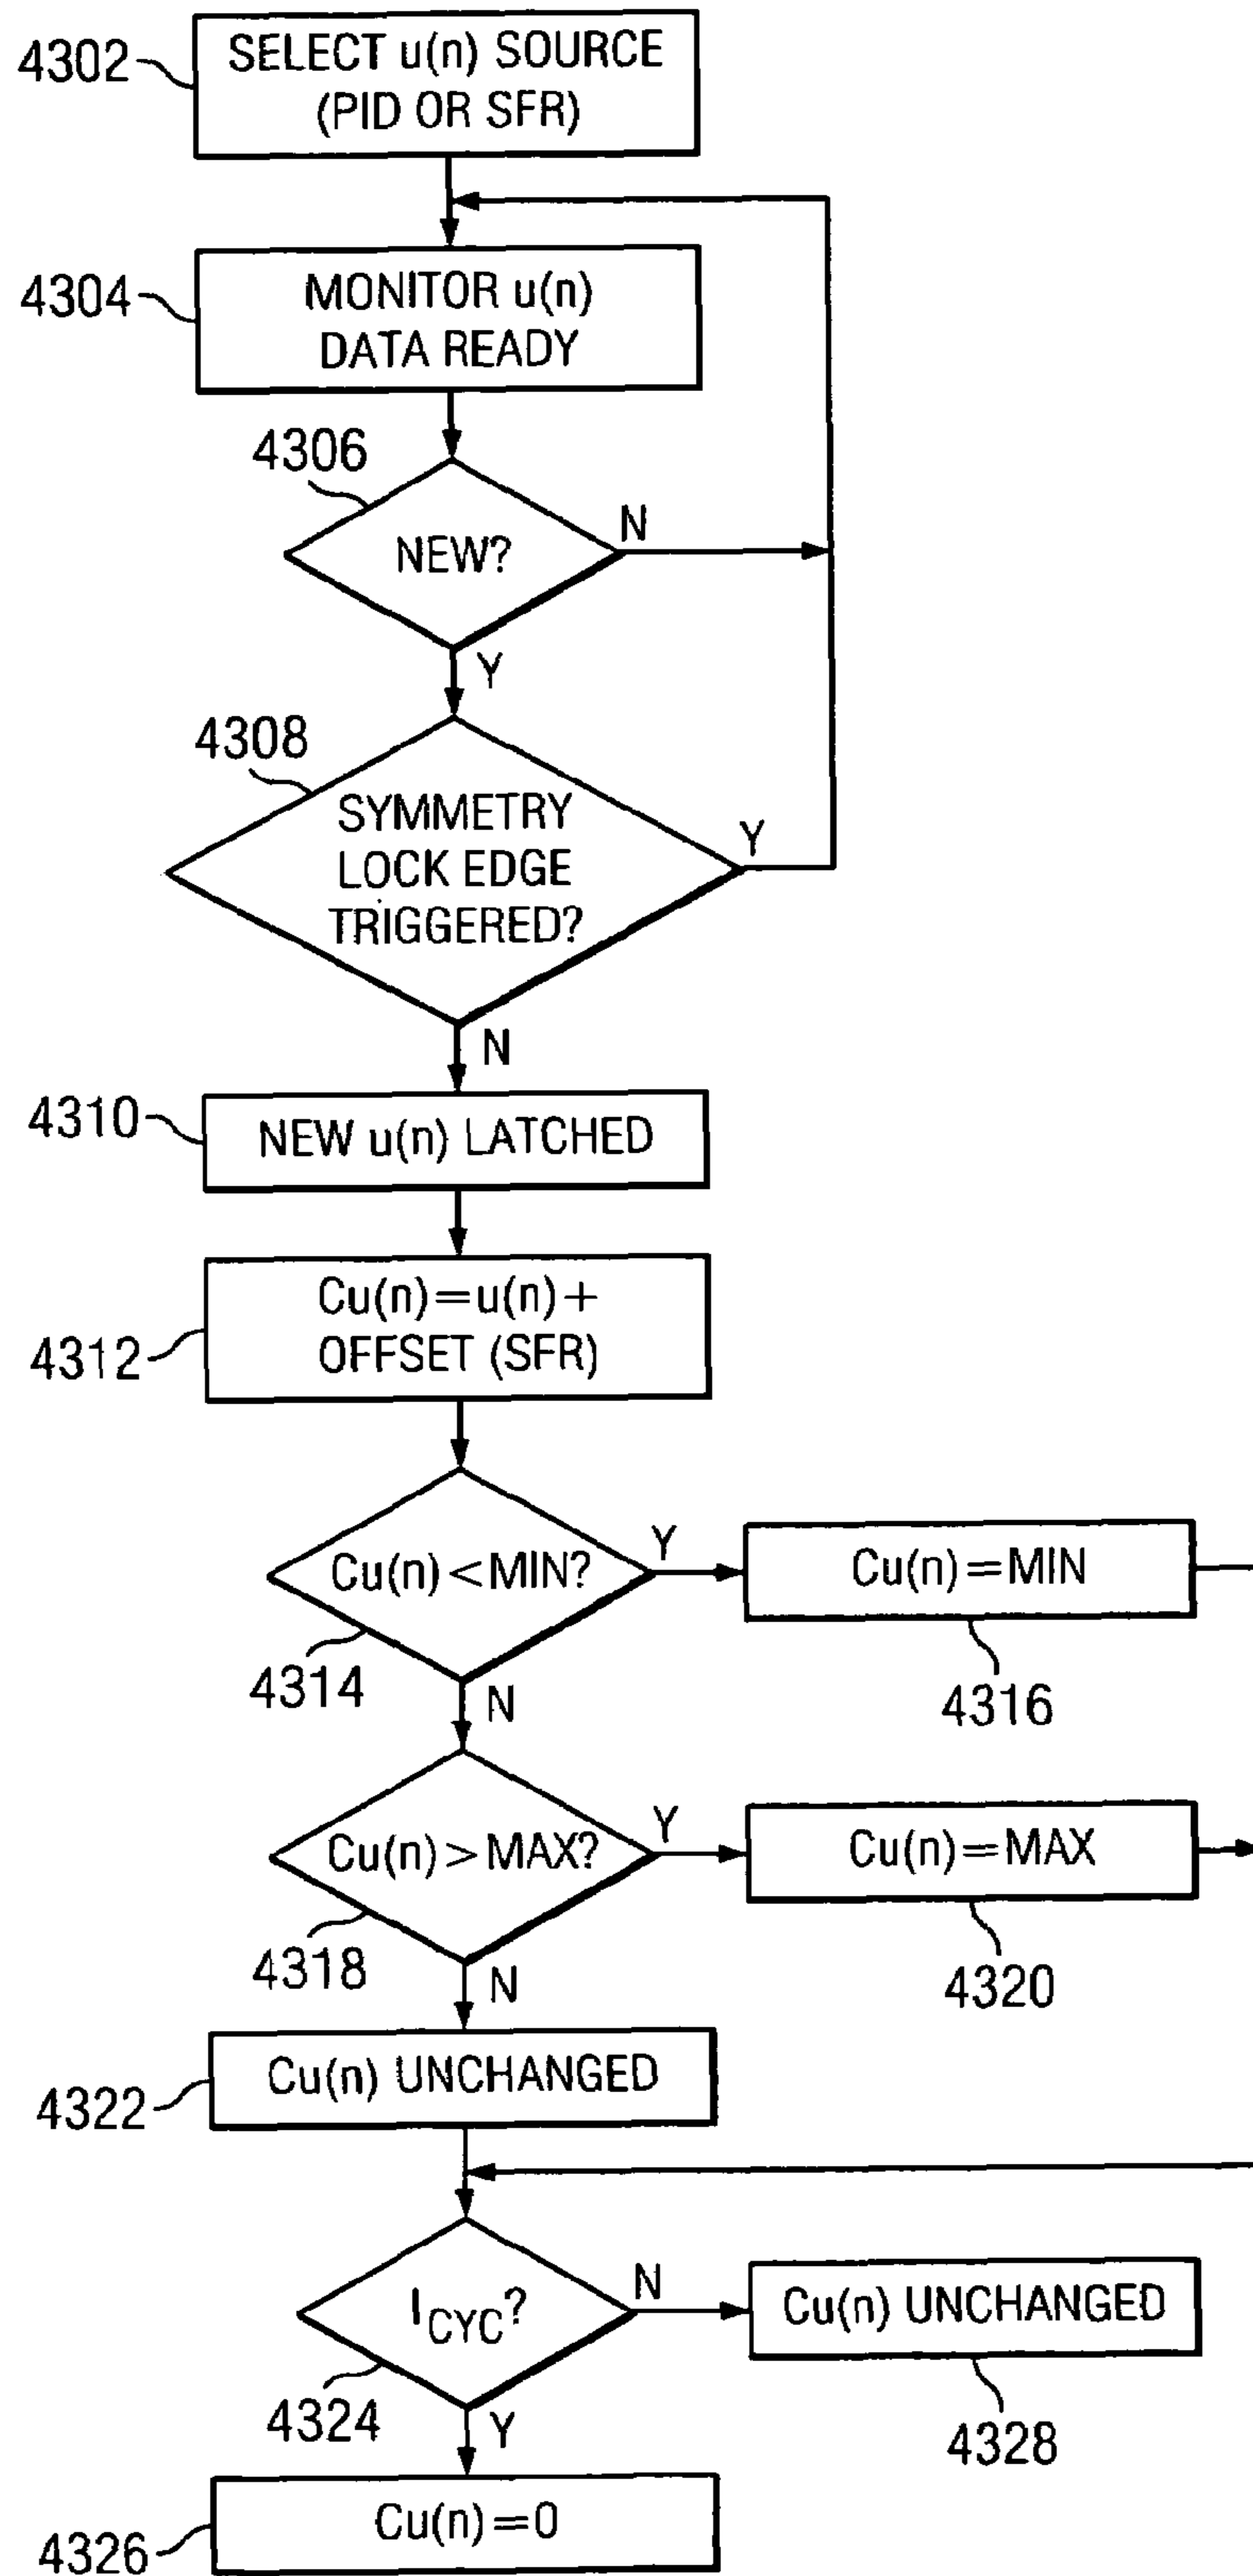 4302
SELECT u(n) SOURCE
(PID OR SFR)
4304
MONITOR u(n)
DATA READY
4306
NEW?
N
Y
4308
SYMMETRY
LOCK EDGE
TRIGGERED?
Y
N
4310
NEW u(n) LATCHED
4312
Cu(n)=u(n)+
OFFSET (SFR)
Cu(n)<MIN?
Y
Cu(n)=MIN
4314
N
4316
Cu(n)>MAX?
Y
Cu(n)=MAX
4318
N
4320
4322
Cu(n) UNCHANGED
ICYC?
N
Cu(n) UNCHANGED
4324
Y
4328
4326
Cu(n)=0